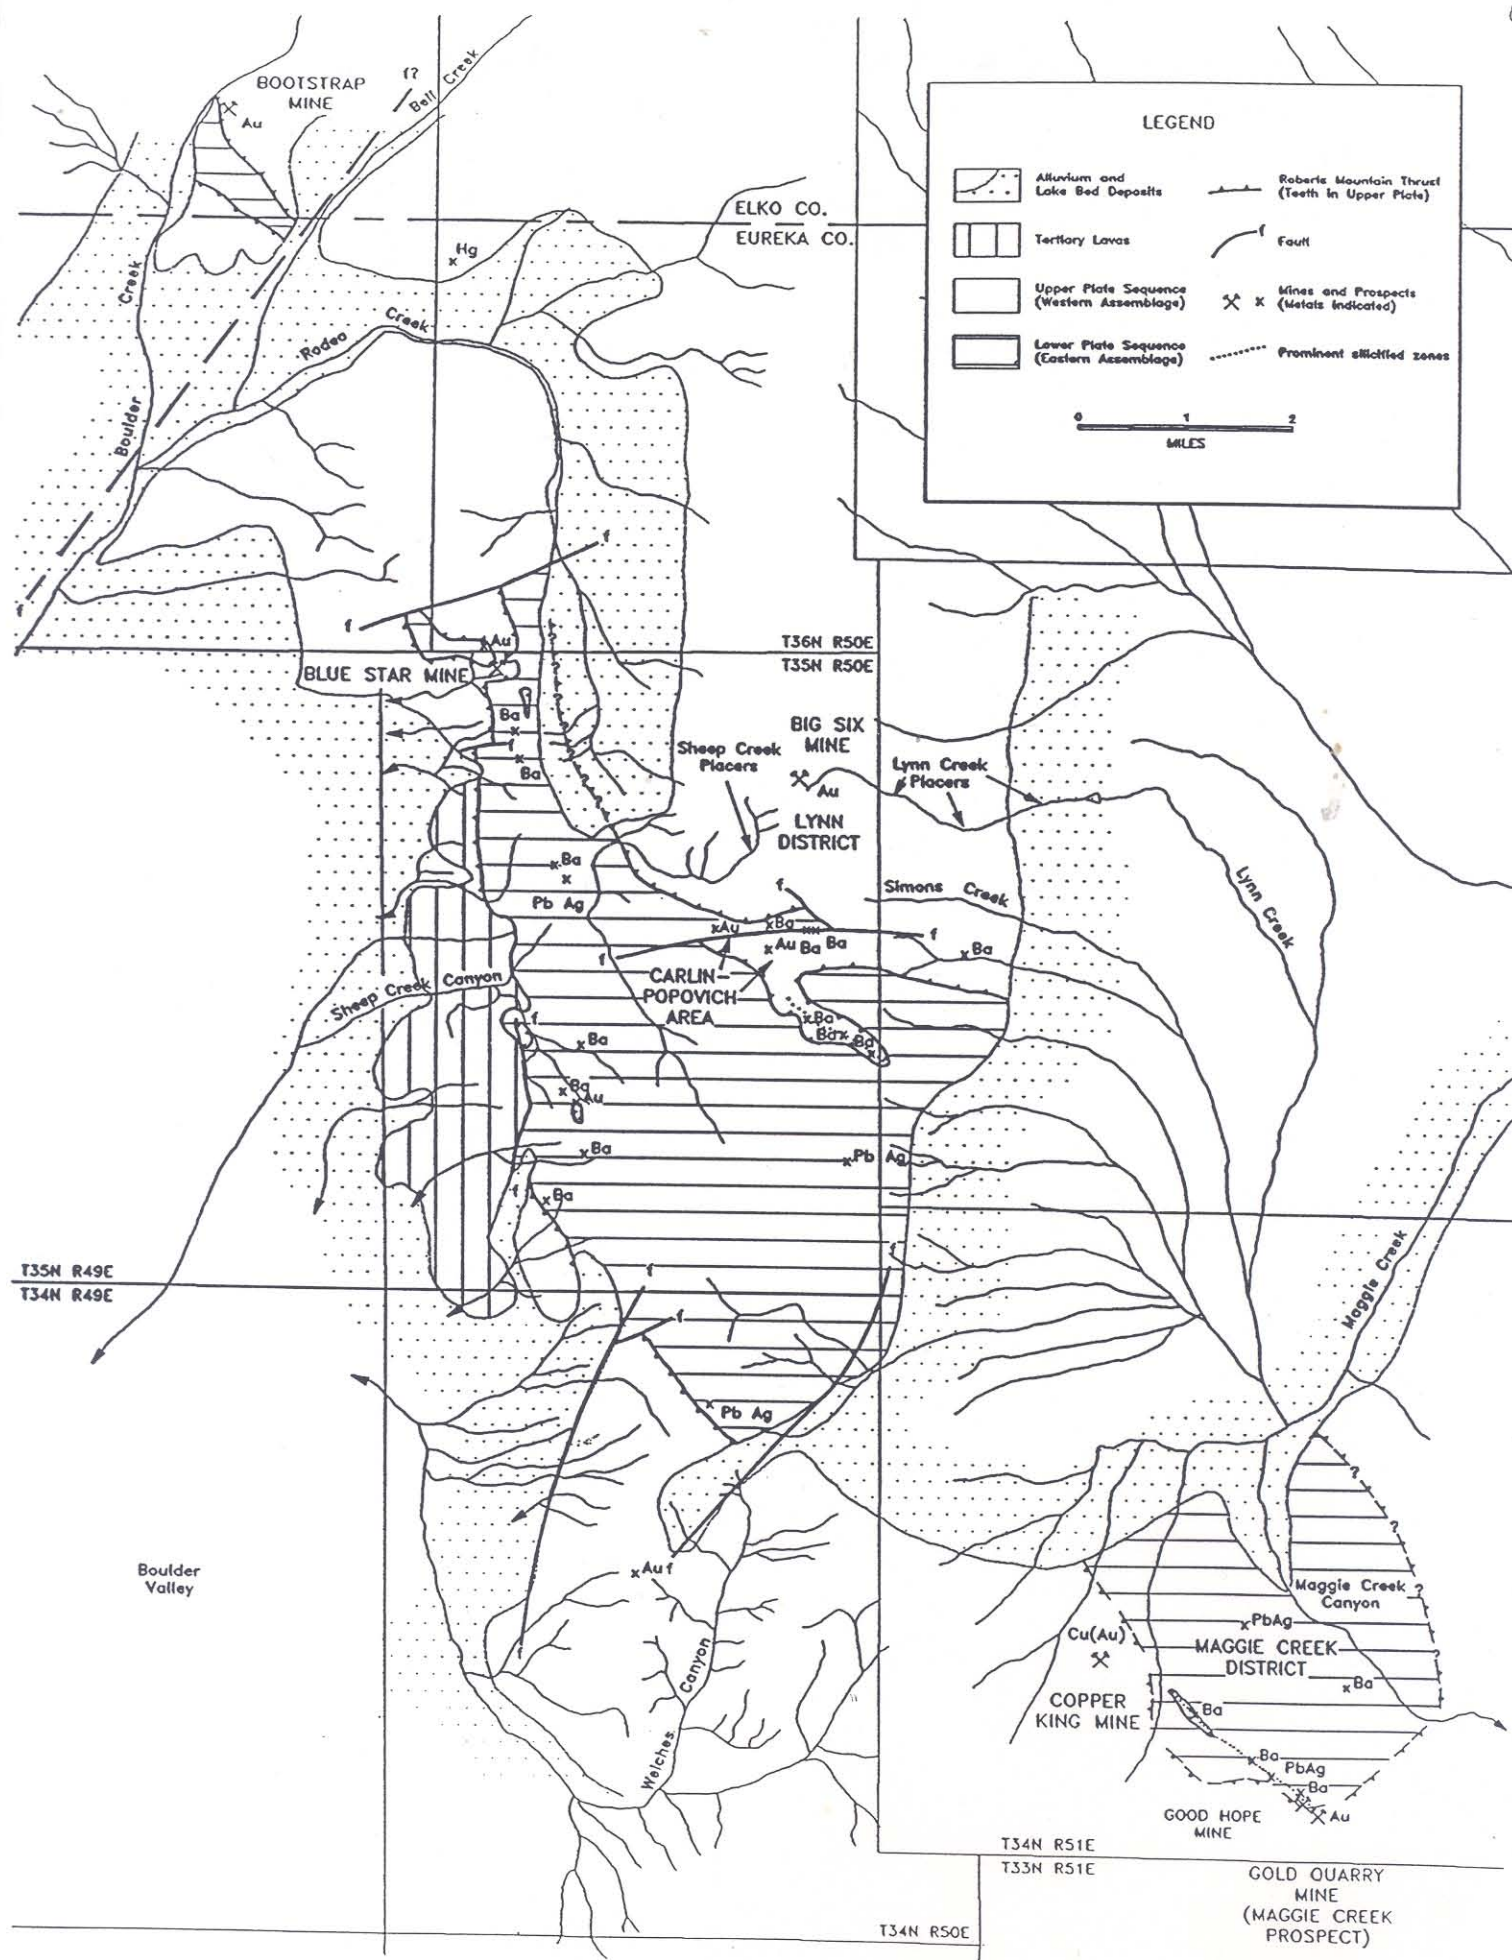 BOOTSTRAP
MINE
Au
f?
Bell Creek
LEGEND
Alluvium and
Lake Bed Deposits
Tertiary Lavas
Upper Plate Sequence
(Western Assemblage)
Lower Plate Sequence
(Eastern Assemblage)
Roberts Mountain Thrust
(Teeth in Upper Plate)
f
Fault
Mines and Prospects
(Metals Indicated)
Prominent silicified zones
0 1 2
MILES
ELKO CO.
EUREKA CO.
Hg
Creek
Boulder
Rodeo
Creek
f
f
f
Au
T36N R50E
T35N R50E
BLUE STAR MINE
Ba
f
Ba
BIG SIX
MINE
Au
Sheep Creek
Placers
Lynn Creek
Placers
LYNN
DISTRICT
Lynn Creek
Ba
Pb Ag
f
Simons Creek
Au
Ba
f
Au Ba Ba
Ba
f
CARLIN-
POPOVICH
AREA
Sheep Creek Canyon
f
Ba
Ba
Ba
Ba
Ba
Au
Ba
Pb Ag
f
Ba
f
Maggie Creek
T35N R49E
T34N R49E
f
f
Pb Ag
Boulder
Valley
Au f
f
Welches Canyon
Maggie Creek
Canyon
?
?
?
PbAg
Cu(Au)
MAGGIE CREEK
DISTRICT
Ba
COPPER
KING MINE
Ba
Ba
PbAg
Ba
Au
GOOD HOPE
MINE
T34N R51E
T33N R51E
GOLD QUARRY
MINE
(MAGGIE CREEK
PROSPECT)
T34N R50E